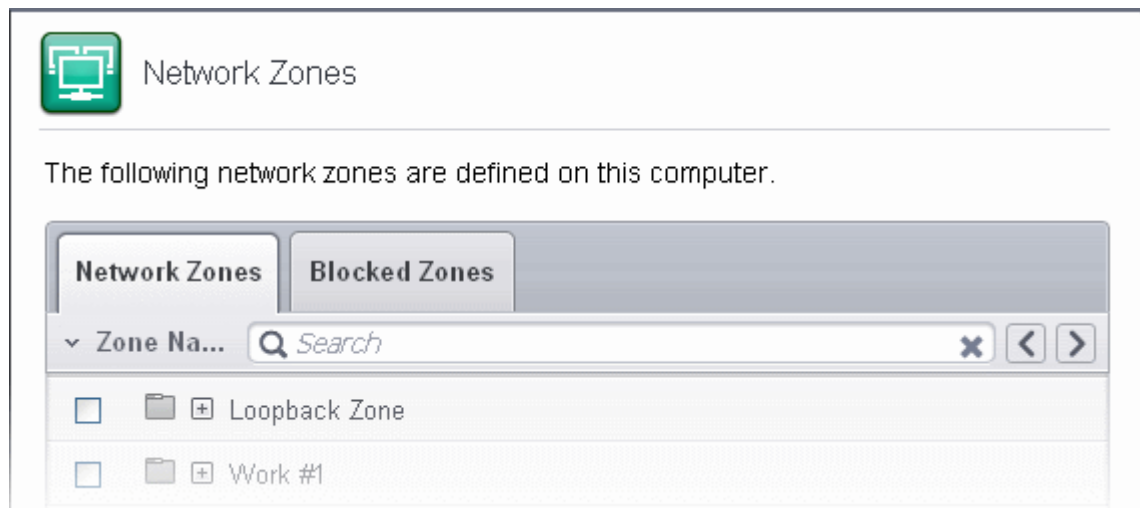 Network Zones
The following network zones are defined on this computer.
Network Zones
Blocked Zones
Zone Na...
Search
Loopback Zone
Work #1